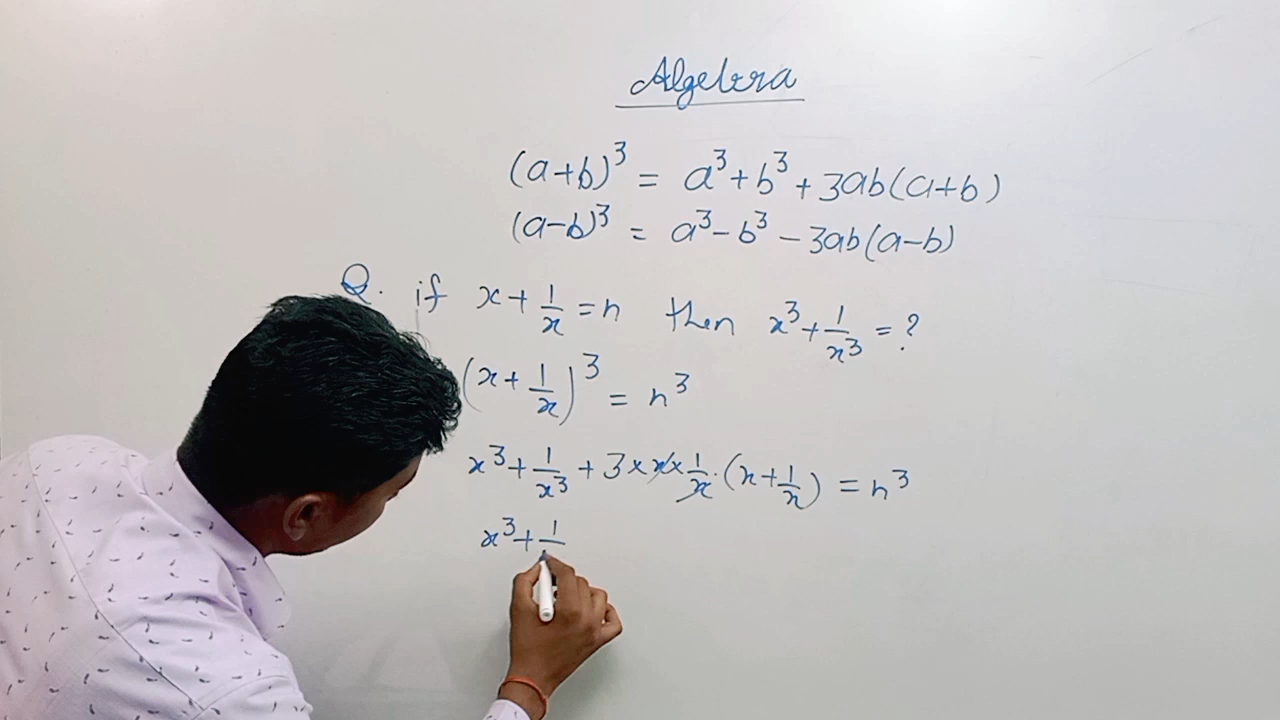 Algebra
(a+b)³ = a³+b³+3ab(a+b)
(a-b)³ = a³-b³-3ab(a-b)
Q. if x+1/x=n then x³+1/x³=?
(x+1/x)³ = n³
x³+1/x³+3×x×1/x·(x+1/x)=n³
x³+1/